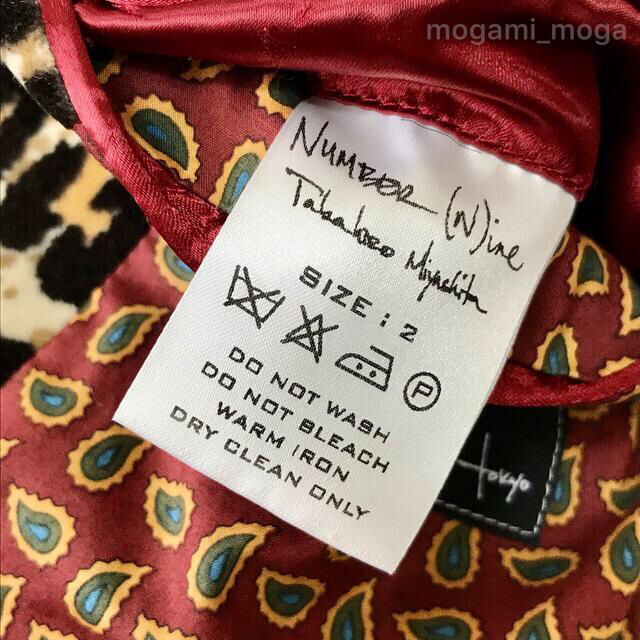 mogami_moga
NUMBER (N)ine
Takahiro Miyashita
SIZE : 2
P
DO NOT WASH
DO NOT BLEACH
WARM IRON
DRY CLEAN ONLY
Tokyo